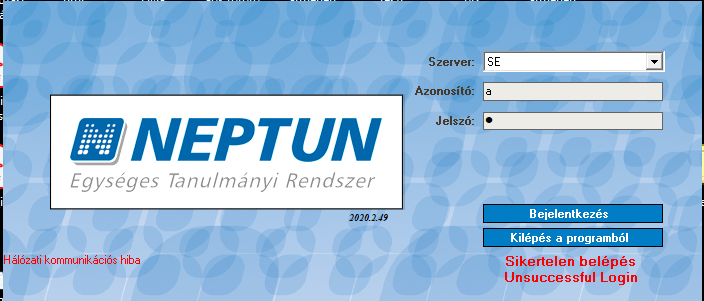 Szerver: SE
Azonosító: a
Jelszó: ●
NEPTUN
Egységes Tanulmányi Rendszer
2020.2.49
Bejelentkezés
Kilépés a programból
Hálózati kommunikációs hiba
Sikertelen belépés
Unsuccessful Login